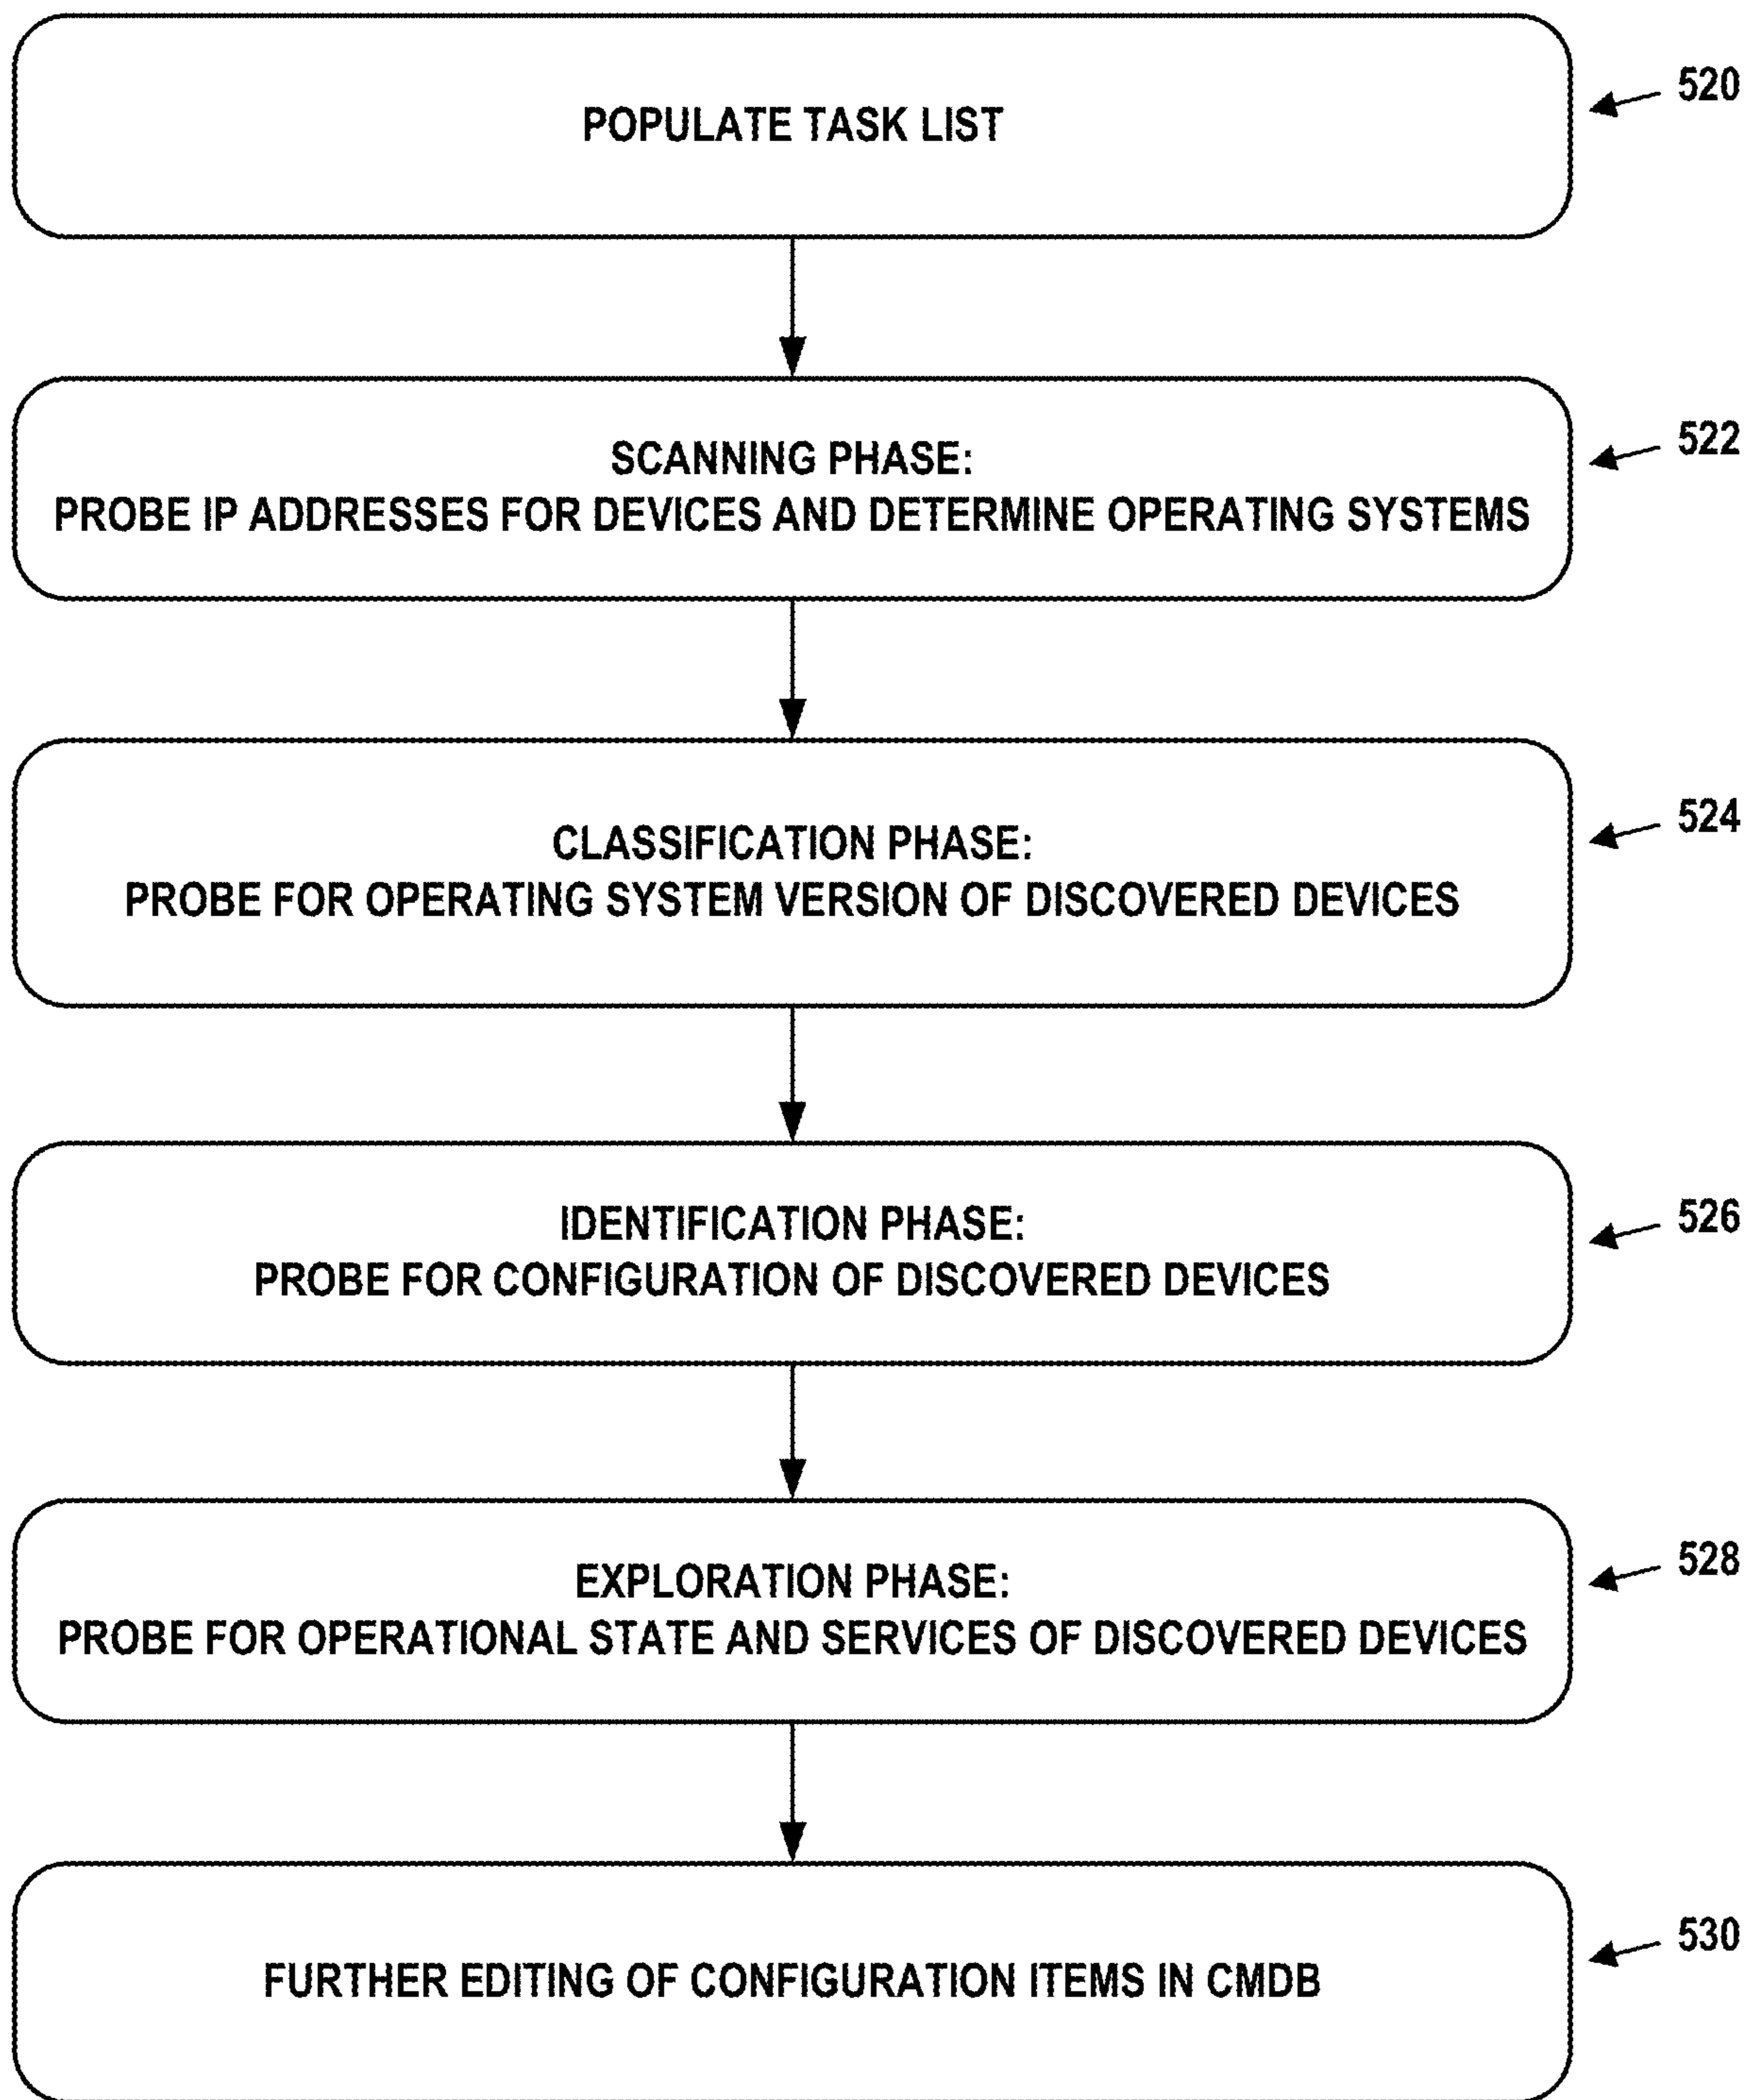 POPULATE TASK LIST
520
SCANNING PHASE:
PROBE IP ADDRESSES FOR DEVICES AND DETERMINE OPERATING SYSTEMS
522
CLASSIFICATION PHASE:
PROBE FOR OPERATING SYSTEM VERSION OF DISCOVERED DEVICES
524
IDENTIFICATION PHASE:
PROBE FOR CONFIGURATION OF DISCOVERED DEVICES
526
EXPLORATION PHASE:
PROBE FOR OPERATIONAL STATE AND SERVICES OF DISCOVERED DEVICES
528
FURTHER EDITING OF CONFIGURATION ITEMS IN CMDB
530